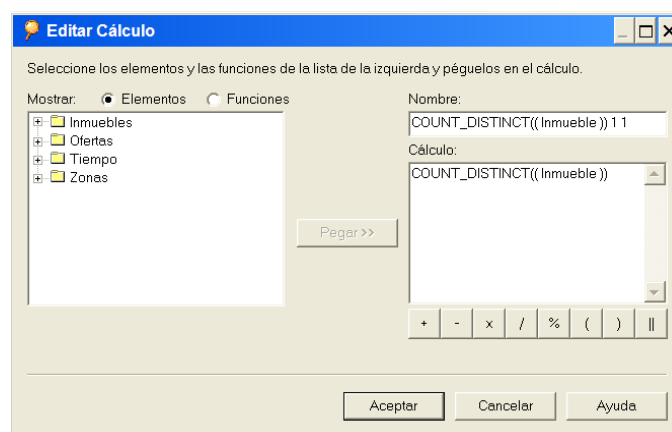 Editar Cálculo
Seleccione los elementos y las funciones de la lista de la izquierda y péguelos en el cálculo.
Mostrar: Elementos Funciones
Inmuebles
Ofertas
Tiempo
Zonas
Pegar >>
Nombre:
COUNT_DISTINCT(( Inmueble )) 1 1
Cálculo:
COUNT_DISTINCT(( Inmueble ))
+ - x / % ( ) ||
Aceptar Cancelar Ayuda